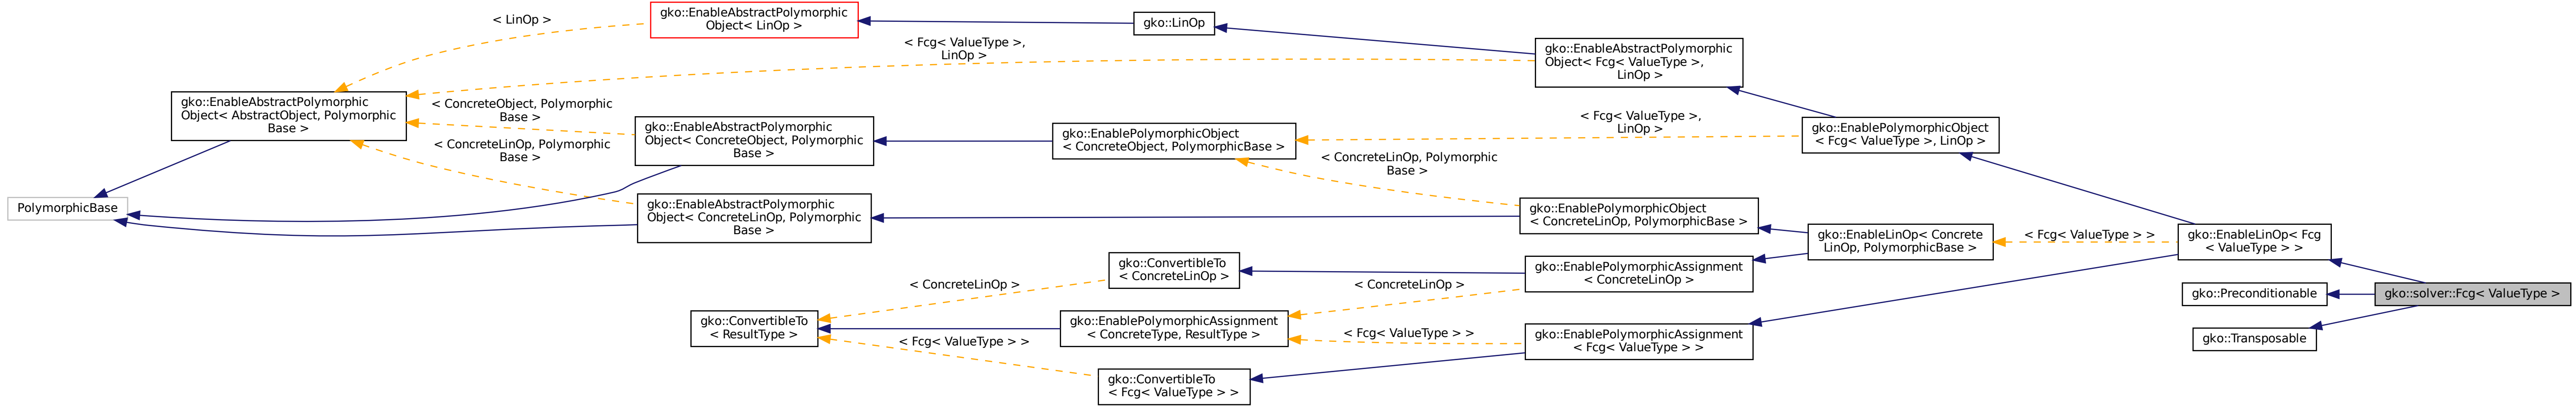 PolymorphicBase
gko::EnableAbstractPolymorphic
Object< AbstractObject, Polymorphic
Base >
< LinOp >
< Fcg< ValueType >,
LinOp >
< ConcreteObject, Polymorphic
Base >
< ConcreteLinOp, Polymorphic
Base >
gko::EnableAbstractPolymorphic
Object< LinOp >
gko::EnableAbstractPolymorphic
Object< ConcreteObject, Polymorphic
Base >
gko::EnableAbstractPolymorphic
Object< ConcreteLinOp, Polymorphic
Base >
gko::ConvertibleTo
< ResultType >
< ConcreteLinOp >
< Fcg< ValueType > >
gko::LinOp
gko::EnablePolymorphicObject
< ConcreteObject, PolymorphicBase >
gko::ConvertibleTo
< ConcreteLinOp >
gko::EnablePolymorphicAssignment
< ConcreteType, ResultType >
gko::ConvertibleTo
< Fcg< ValueType > >
< Fcg< ValueType >,
LinOp >
< ConcreteLinOp, Polymorphic
Base >
< ConcreteLinOp >
< Fcg< ValueType > >
gko::EnableAbstractPolymorphic
Object< Fcg< ValueType >,
LinOp >
gko::EnablePolymorphicObject
< ConcreteLinOp, PolymorphicBase >
gko::EnablePolymorphicAssignment
< ConcreteLinOp >
gko::EnablePolymorphicAssignment
< Fcg< ValueType > >
gko::EnablePolymorphicObject
< Fcg< ValueType >, LinOp >
gko::EnableLinOp< Concrete
LinOp, PolymorphicBase >
< Fcg< ValueType > >
gko::EnableLinOp< Fcg
< ValueType > >
gko::Preconditionable
gko::Transposable
gko::solver::Fcg< ValueType >